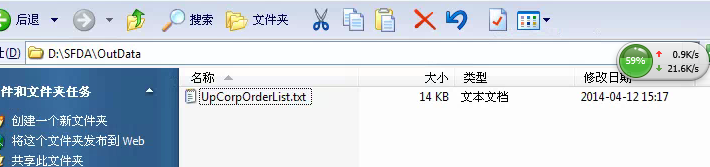 后退 搜索 文件夹
址(D) D:\SFDA\OutData
59% 0.9K/s
21.6K/s
名称 大小 类型 修改日期
件和文件夹任务
UpCorpOrderList.txt 14 KB 文本文档 2014-04-12 15:17
创建一个新文件夹
将这个文件夹发布到 Web
共享此文件夹